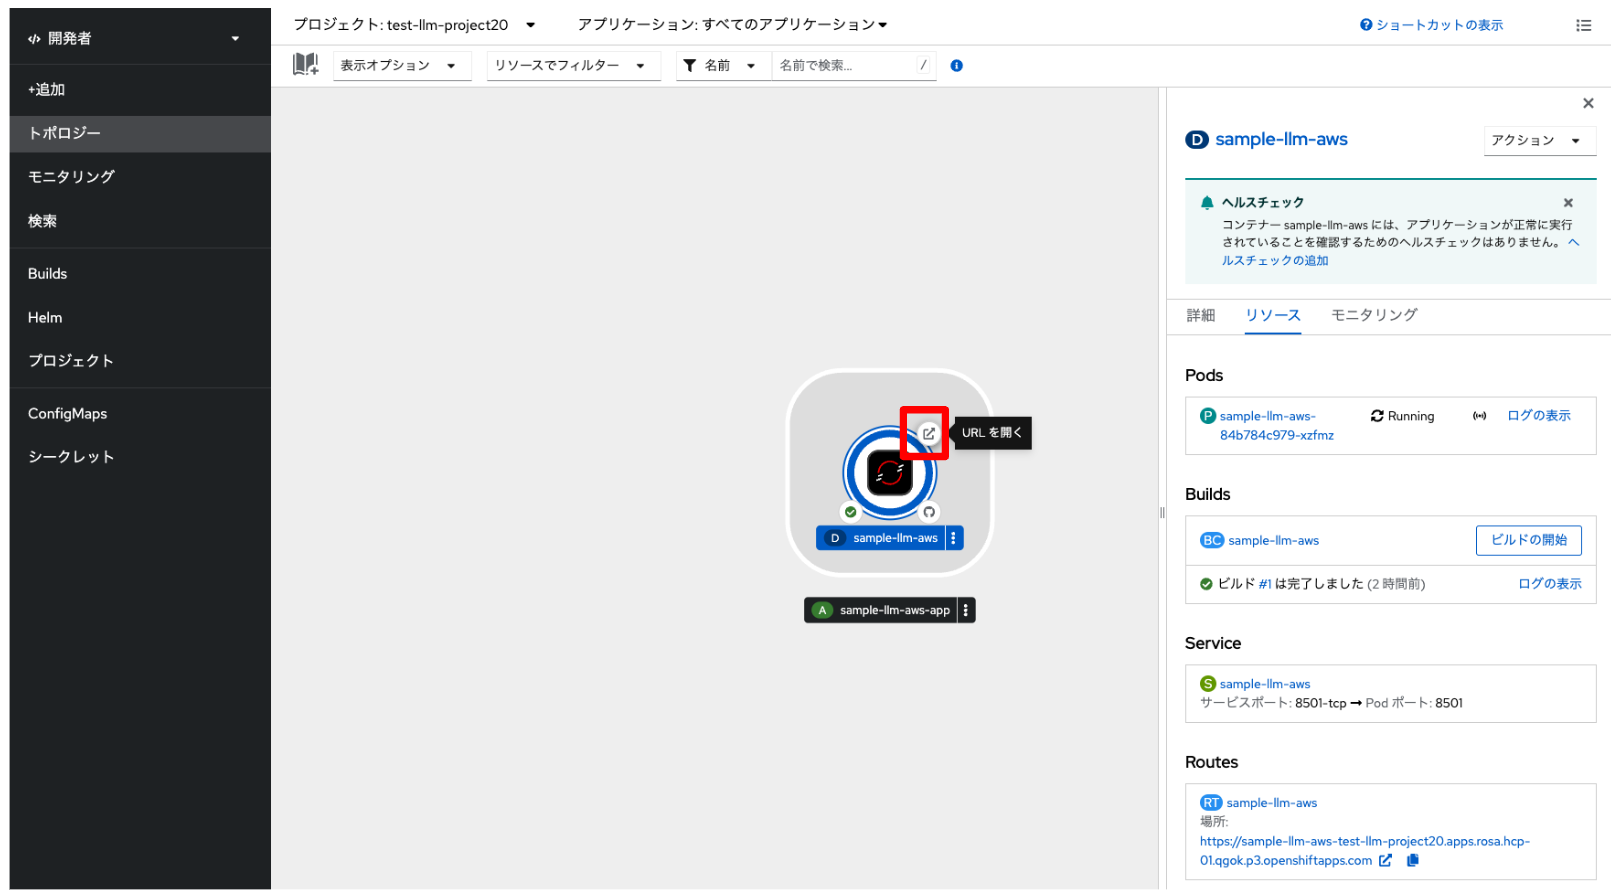 開発者
プロジェクト: test-llm-project20
アプリケーション: すべてのアプリケーション
ショートカットの表示
表示オプション
リソースでフィルター
名前
名前で検索...
/
+追加
トポロジー
モニタリング
検索
Builds
Helm
プロジェクト
ConfigMaps
シークレット
URL を開く
D sample-llm-aws
A sample-llm-aws-app
D sample-llm-aws
アクション
ヘルスチェック
コンテナー sample-llm-aws には、アプリケーションが正常に実行
されていることを確認するためのヘルスチェックはありません。 ヘ
ルスチェックの追加
詳細
リソース
モニタリング
Pods
P sample-llm-aws-
84b784c979-xzfmz
Running
ログの表示
Builds
BC sample-llm-aws
ビルドの開始
ビルド #1 は完了しました (2 時間前)
ログの表示
Service
S sample-llm-aws
サービスポート: 8501-tcp → Pod ポート: 8501
Routes
RT sample-llm-aws
場所:
https://sample-llm-aws-test-llm-project20.apps.rosa.hcp-
01.qgok.p3.openshiftapps.com